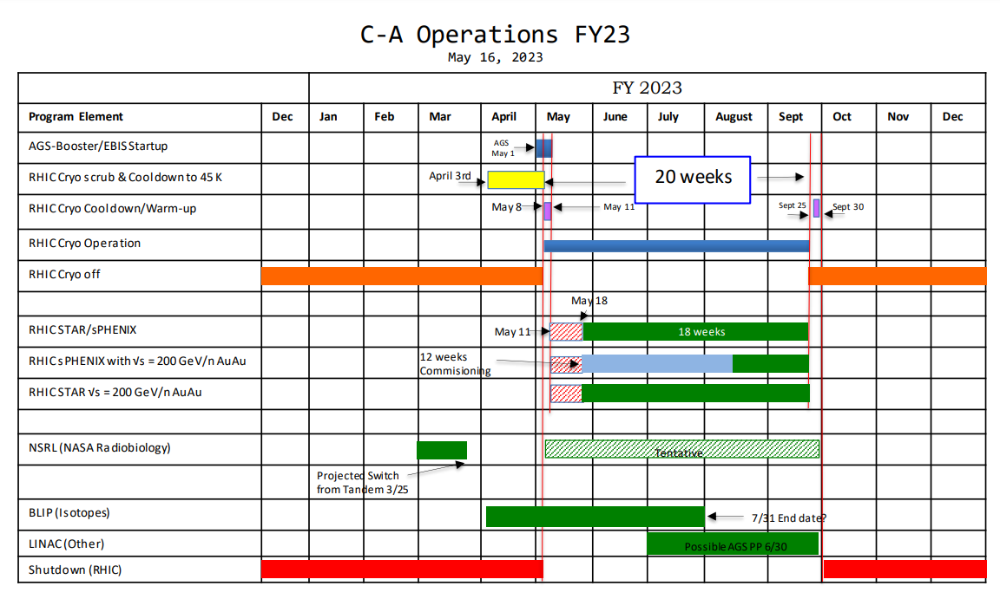 C-A Operations FY23
May 16, 2023
FY 2023
Program Element Dec Jan Feb Mar April May June July August Sept Oct Nov Dec
AGS-Booster/EBIS Startup
AGS
May 1
RHIC Cryo scrub & Cooldown to 45 K
April 3rd
20 weeks
RHIC Cryo Cooldown/Warm-up
May 8
May 11
Sept 25
Sept 30
RHIC Cryo Operation
RHIC Cryo off
May 18
RHIC STAR/sPHENIX
May 11
18 weeks
RHIC sPHENIX with √s = 200 GeV/n AuAu
12 weeks
Commisioning
RHIC STAR √s = 200 GeV/n AuAu
NSRL (NASA Radiobiology)
Tentative
Projected Switch
from Tandem 3/25
BLIP (Isotopes)
7/31 End date?
LINAC (Other)
Possible AGS PP 6/30
Shutdown (RHIC)